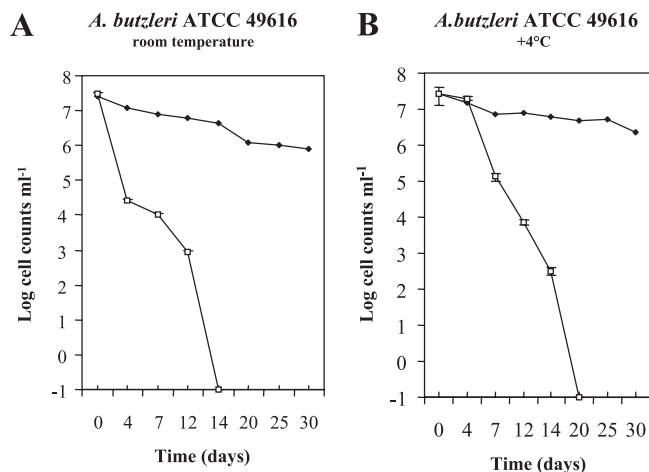 A
A. butzleri ATCC 49616
room temperature
Log cell counts ml-1
8
7
6
5
4
3
2
1
0
-1
0 4 7 12 14 20 25 30
Time (days)
B
A.butzleri ATCC 49616
+4°C
Log cell counts ml-1
8
7
6
5
4
3
2
1
0
-1
0 4 7 12 14 20 25 30
Time (days)